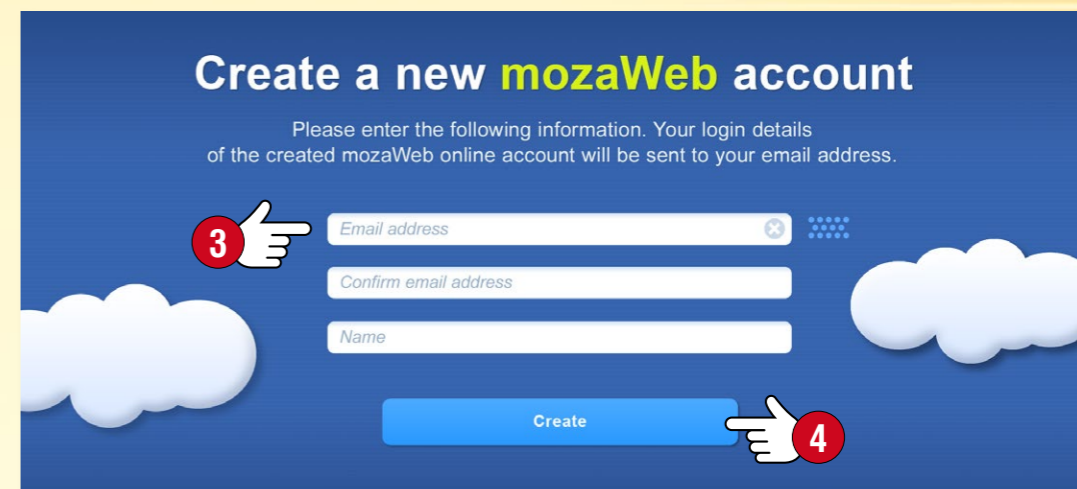 Create a new mozaWeb account
Please enter the following information. Your login details
of the created mozaWeb online account will be sent to your email address.
3
Email address
Confirm email address
Name
Create
4